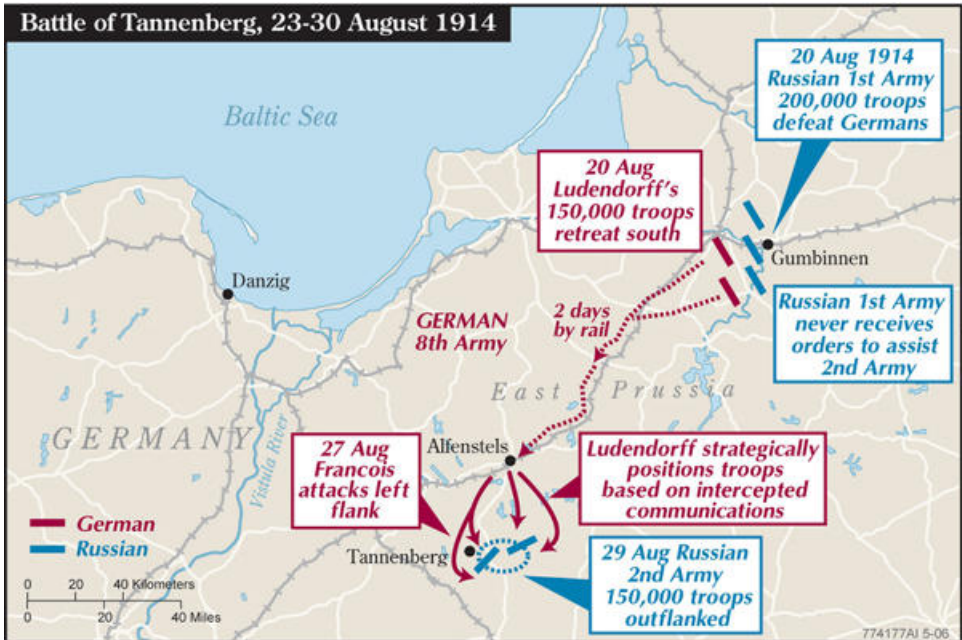 Battle of Tannenberg, 23-30 August 1914
Baltic Sea
20 Aug 1914
Russian 1st Army
200,000 troops
defeat Germans
20 Aug
Ludendorff's
150,000 troops
retreat south
Gumbinnen
Danzig
GERMAN
8th Army
2 days
by rail
Russian 1st Army
never receives
orders to assist
2nd Army
East Prussia
GERMANY
Vistula River
27 Aug
Francois
attacks left
flank
Alfenstels
Ludendorff strategically
positions troops
based on intercepted
communications
German
Russian
Tannenberg
29 Aug Russian
2nd Army
150,000 troops
outflanked
0 20 40 Kilometers
0 20 40 Miles
774177AI 5-06